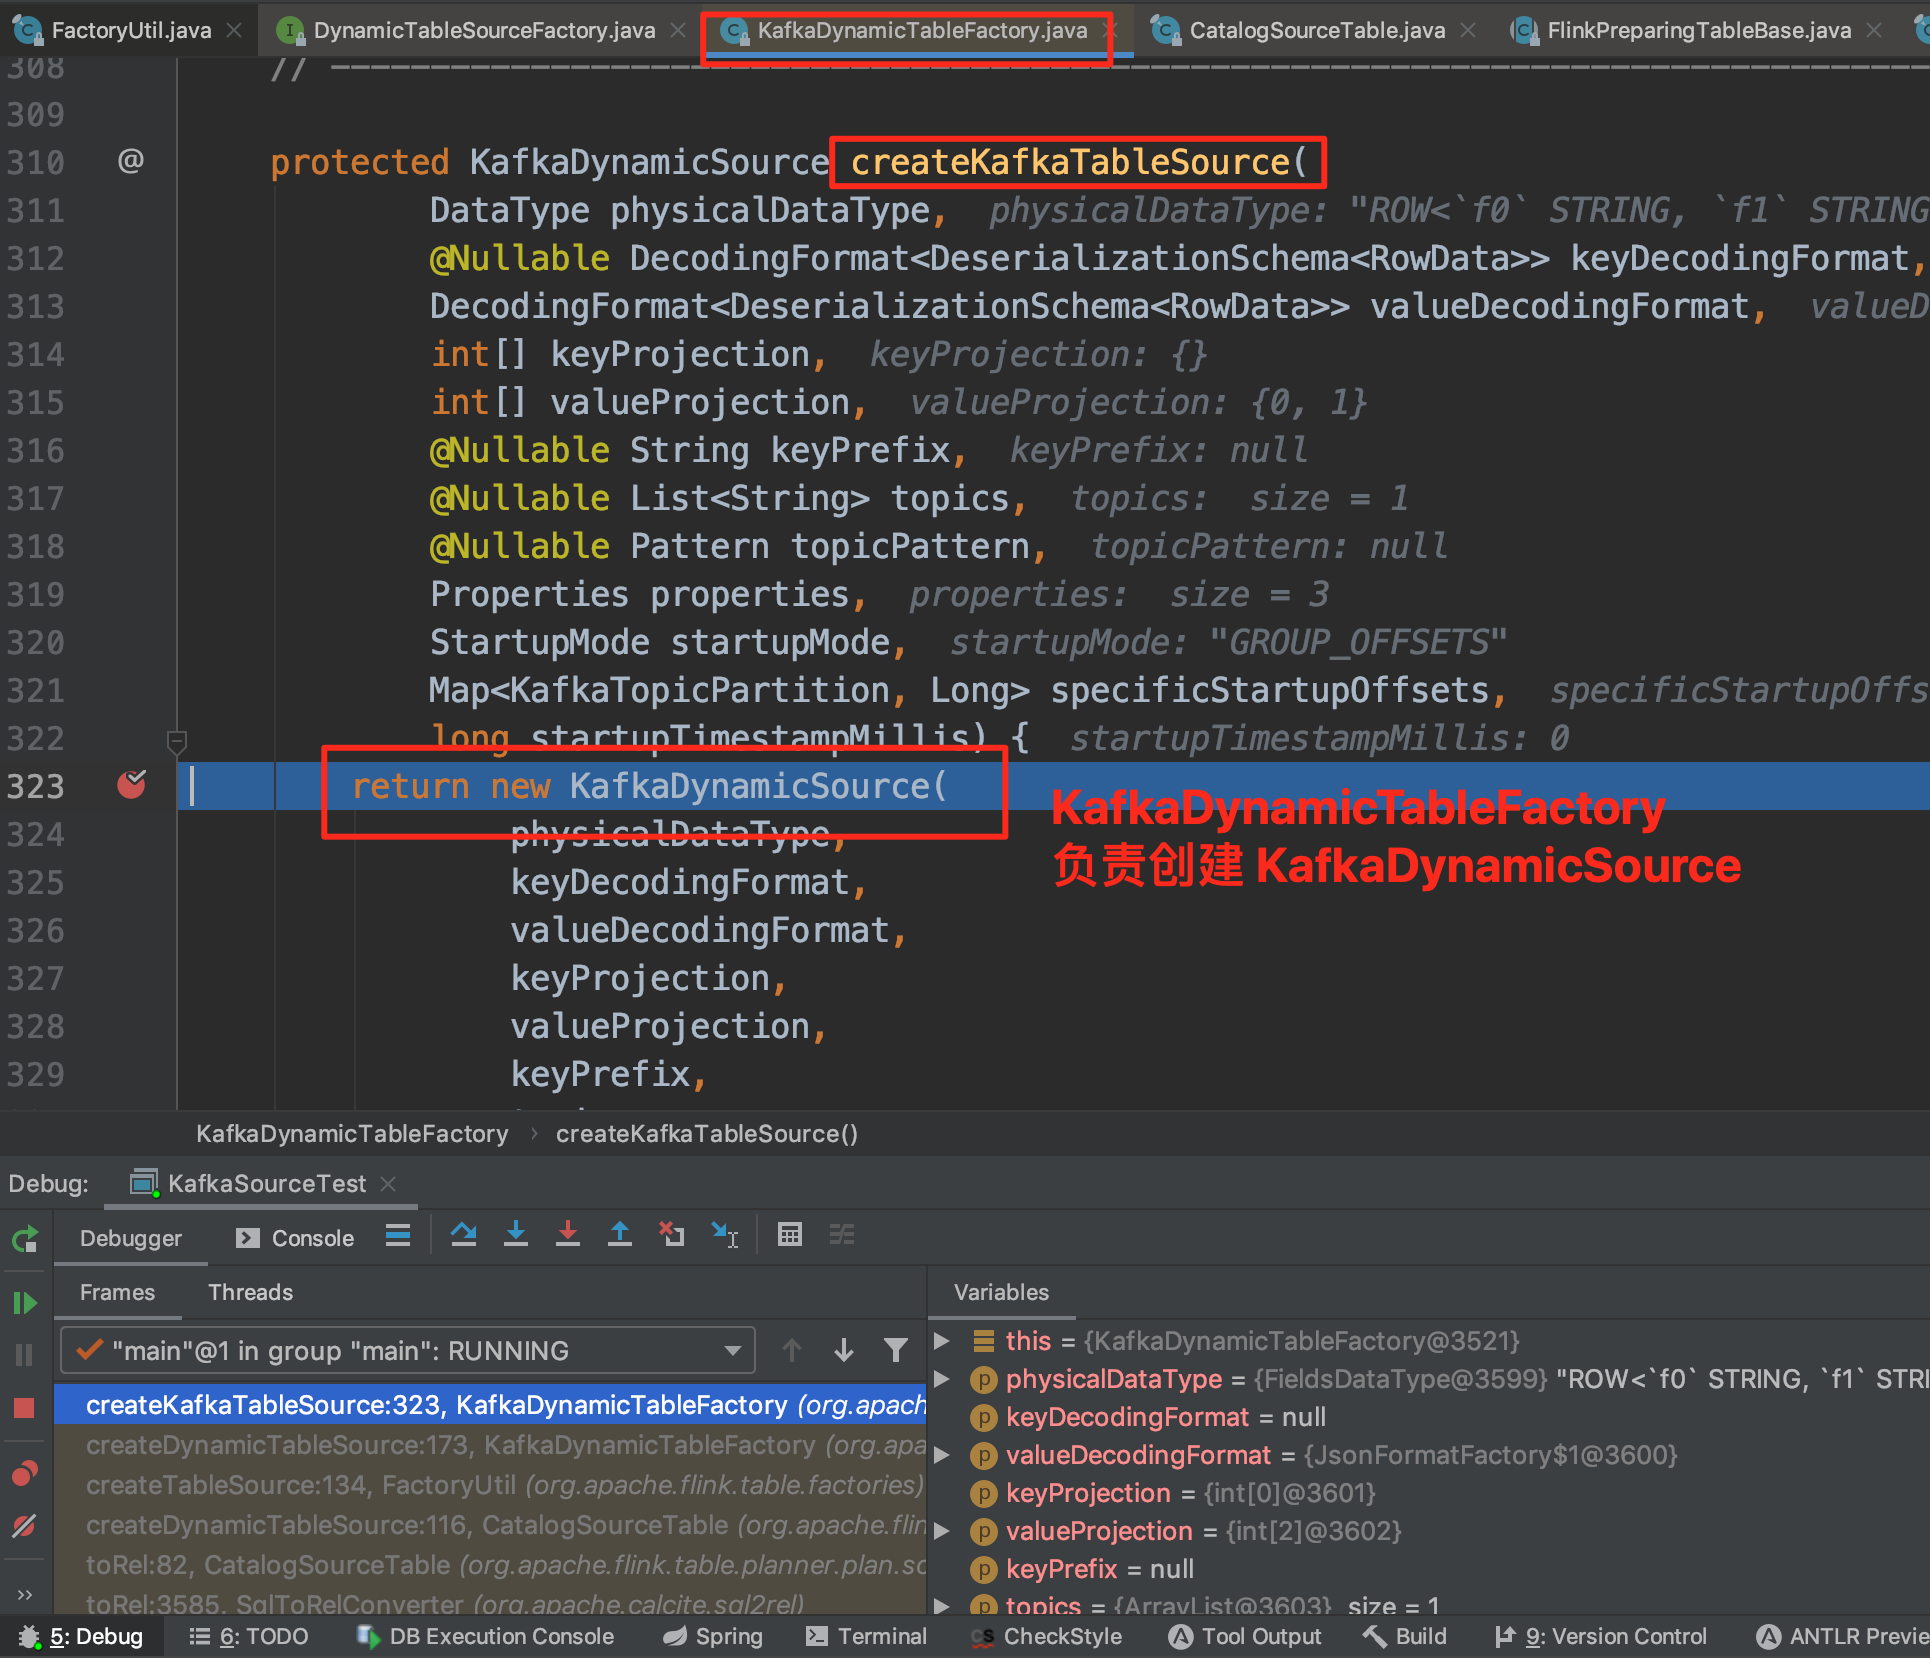 FactoryUtil.java DynamicTableSourceFactory.java KafkaDynamicTableFactory.java CatalogSourceTable.java FlinkPreparingTableBase.java
308 // ----------------------------------------------------------------
309
310 @ protected KafkaDynamicSource createKafkaTableSource(
311 DataType physicalDataType, physicalDataType: "ROW<`f0` STRING, `f1` STRING
312 @Nullable DecodingFormat<DeserializationSchema<RowData>> keyDecodingFormat,
313 DecodingFormat<DeserializationSchema<RowData>> valueDecodingFormat, valueD
314 int[] keyProjection, keyProjection: {}
315 int[] valueProjection, valueProjection: {0, 1}
316 @Nullable String keyPrefix, keyPrefix: null
317 @Nullable List<String> topics, topics: size = 1
318 @Nullable Pattern topicPattern, topicPattern: null
319 Properties properties, properties: size = 3
320 StartupMode startupMode, startupMode: "GROUP_OFFSETS"
321 Map<KafkaTopicPartition, Long> specificStartupOffsets, specificStartupOffs
322 long startupTimestampMillis) { startupTimestampMillis: 0
323 return new KafkaDynamicSource(
324 physicalDataType,
KafkaDynamicTableFactory
负责创建 KafkaDynamicSource
325 keyDecodingFormat,
326 valueDecodingFormat,
327 keyProjection,
328 valueProjection,
329 keyPrefix,
KafkaDynamicTableFactory › createKafkaTableSource()
Debug: KafkaSourceTest
Debugger Console
Frames Threads
"main"@1 in group "main": RUNNING
createKafkaTableSource:323, KafkaDynamicTableFactory (org.apach
createDynamicTableSource:173, KafkaDynamicTableFactory (org.apa
createTableSource:134, FactoryUtil (org.apache.flink.table.factories)
createDynamicTableSource:116, CatalogSourceTable (org.apache.flin
toRel:82, CatalogSourceTable (org.apache.flink.table.planner.plan.sc
toRel:3585, SqlToRelConverter (org.apache.calcite.sql2rel)
Variables
this = {KafkaDynamicTableFactory@3521}
physicalDataType = {FieldsDataType@3599} "ROW<`f0` STRING, `f1` STRI
keyDecodingFormat = null
valueDecodingFormat = {JsonFormatFactory$1@3600}
keyProjection = {int[0]@3601}
valueProjection = {int[2]@3602}
keyPrefix = null
topics = {ArrayList@3603} size = 1
5: Debug 6: TODO DB Execution Console Spring Terminal CheckStyle Tool Output Build 9: Version Control ANTLR Previe